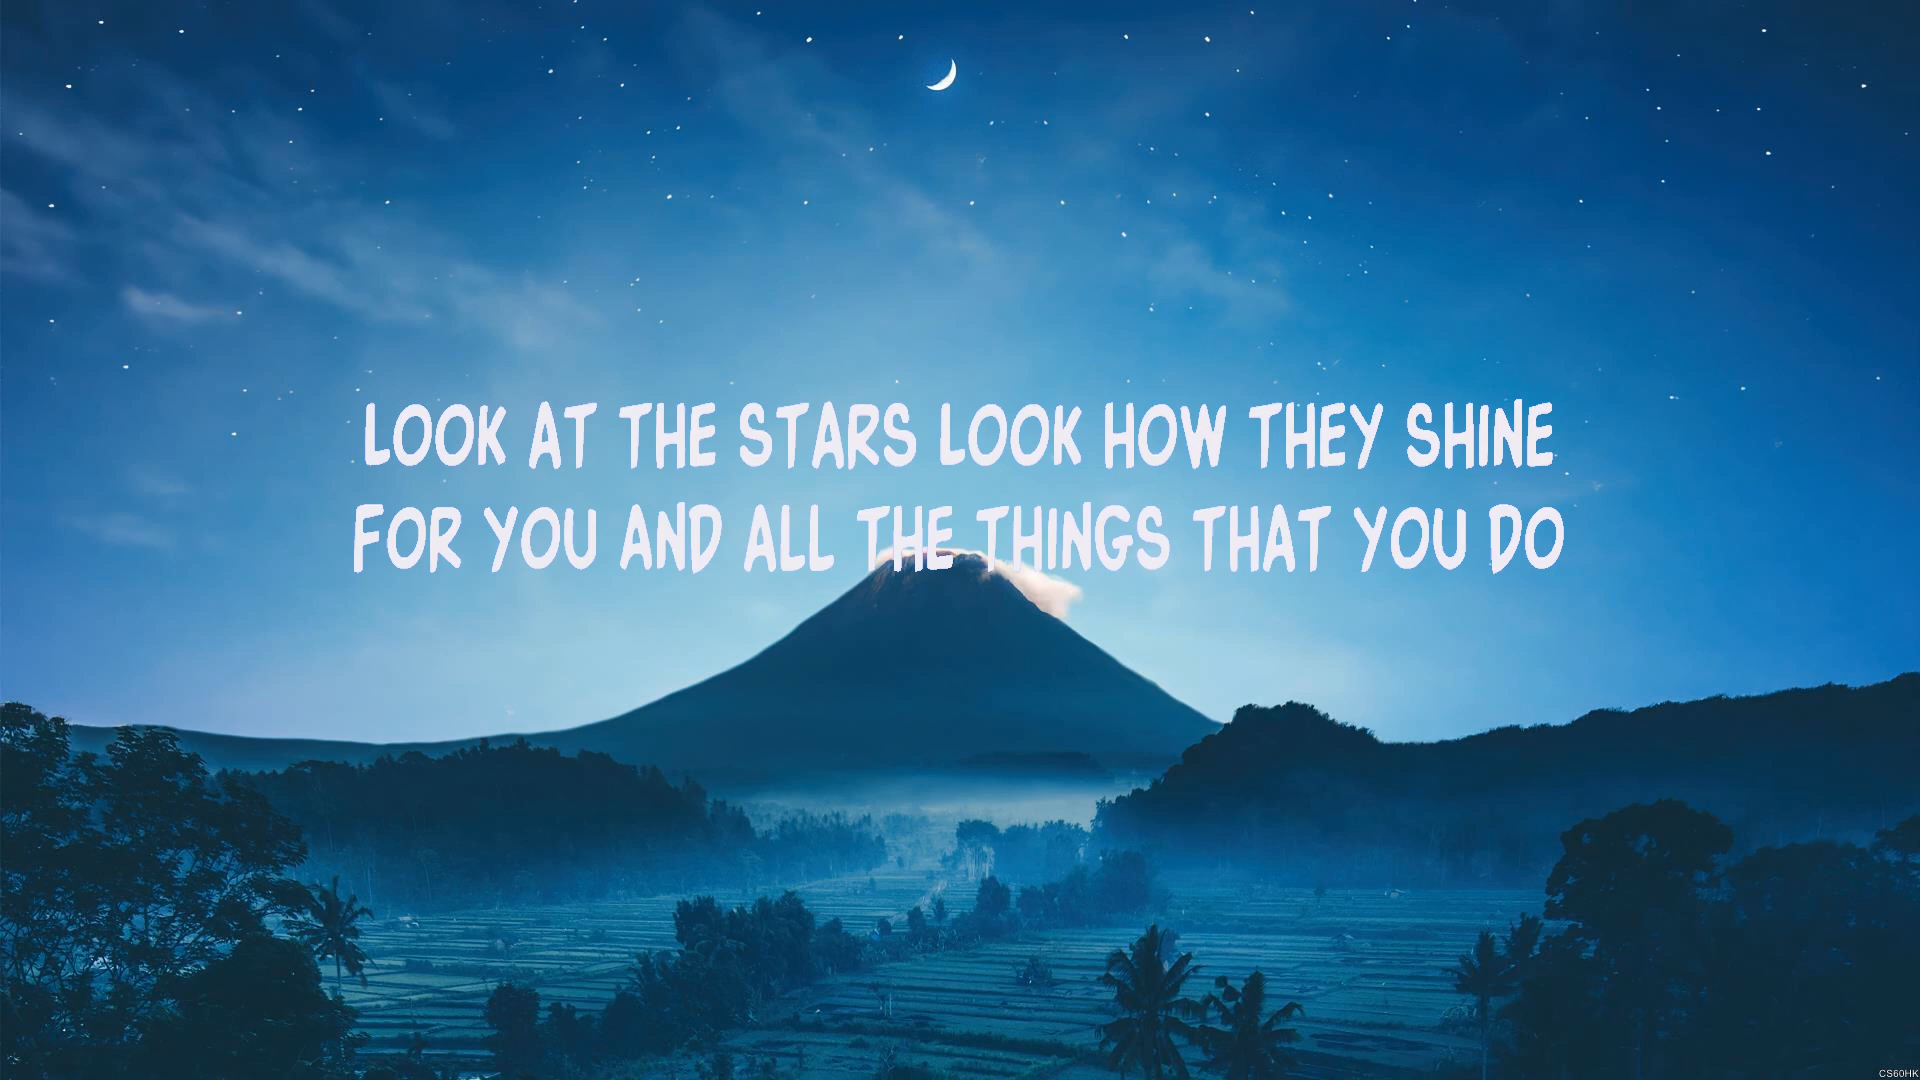 LOOK AT THE STARS LOOK HOW THEY SHINE
FOR YOU AND ALL THE THINGS THAT YOU DO
CS60HK